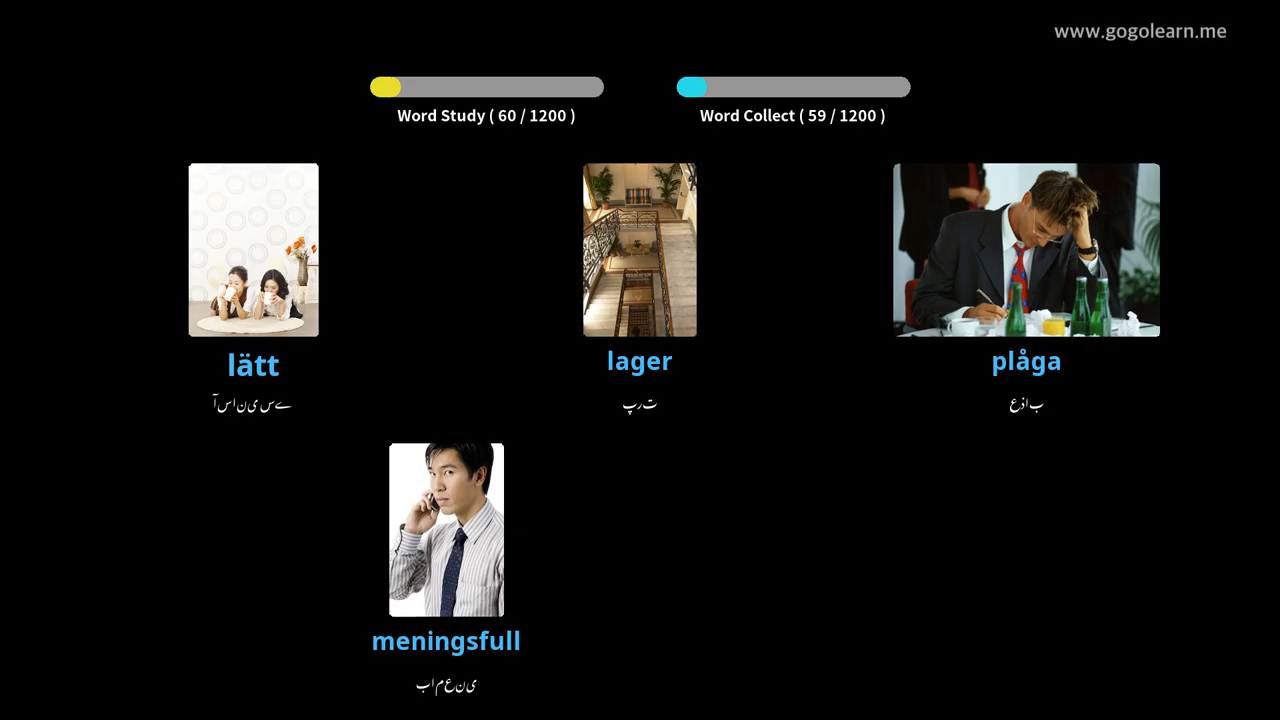 www.gogolearn.me
Word Study ( 60 / 1200 )
Word Collect ( 59 / 1200 )
lätt
lager
plåga
آسانی سے
پرت
عذاب
meningsfull
بامعنی